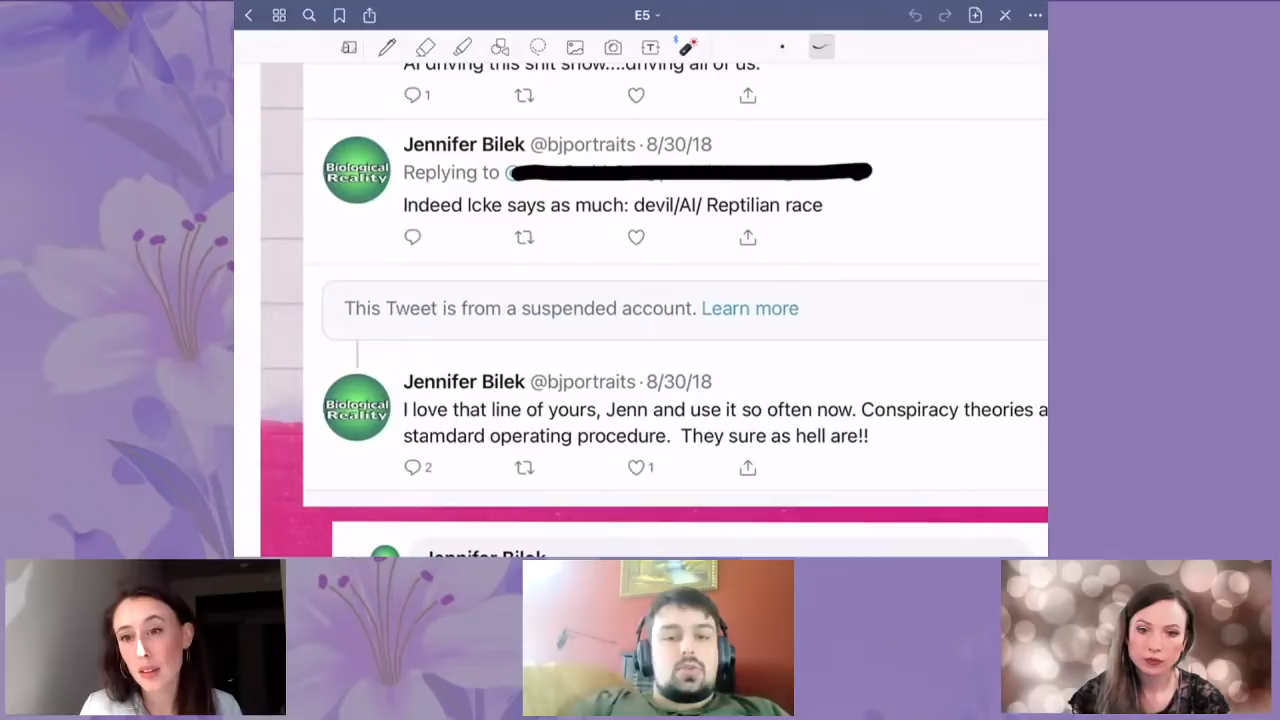 E5
AI driving this shit show....driving all of us.
1
Jennifer Bilek @bjportraits · 8/30/18
Biological
Reality
Replying to
Indeed Icke says as much: devil/AI/ Reptilian race
This Tweet is from a suspended account. Learn more
Jennifer Bilek @bjportraits · 8/30/18
Biological
Reality
I love that line of yours, Jenn and use it so often now. Conspiracy theories a
stamdard operating procedure. They sure as hell are!!
2
1
Jennifer Bilek